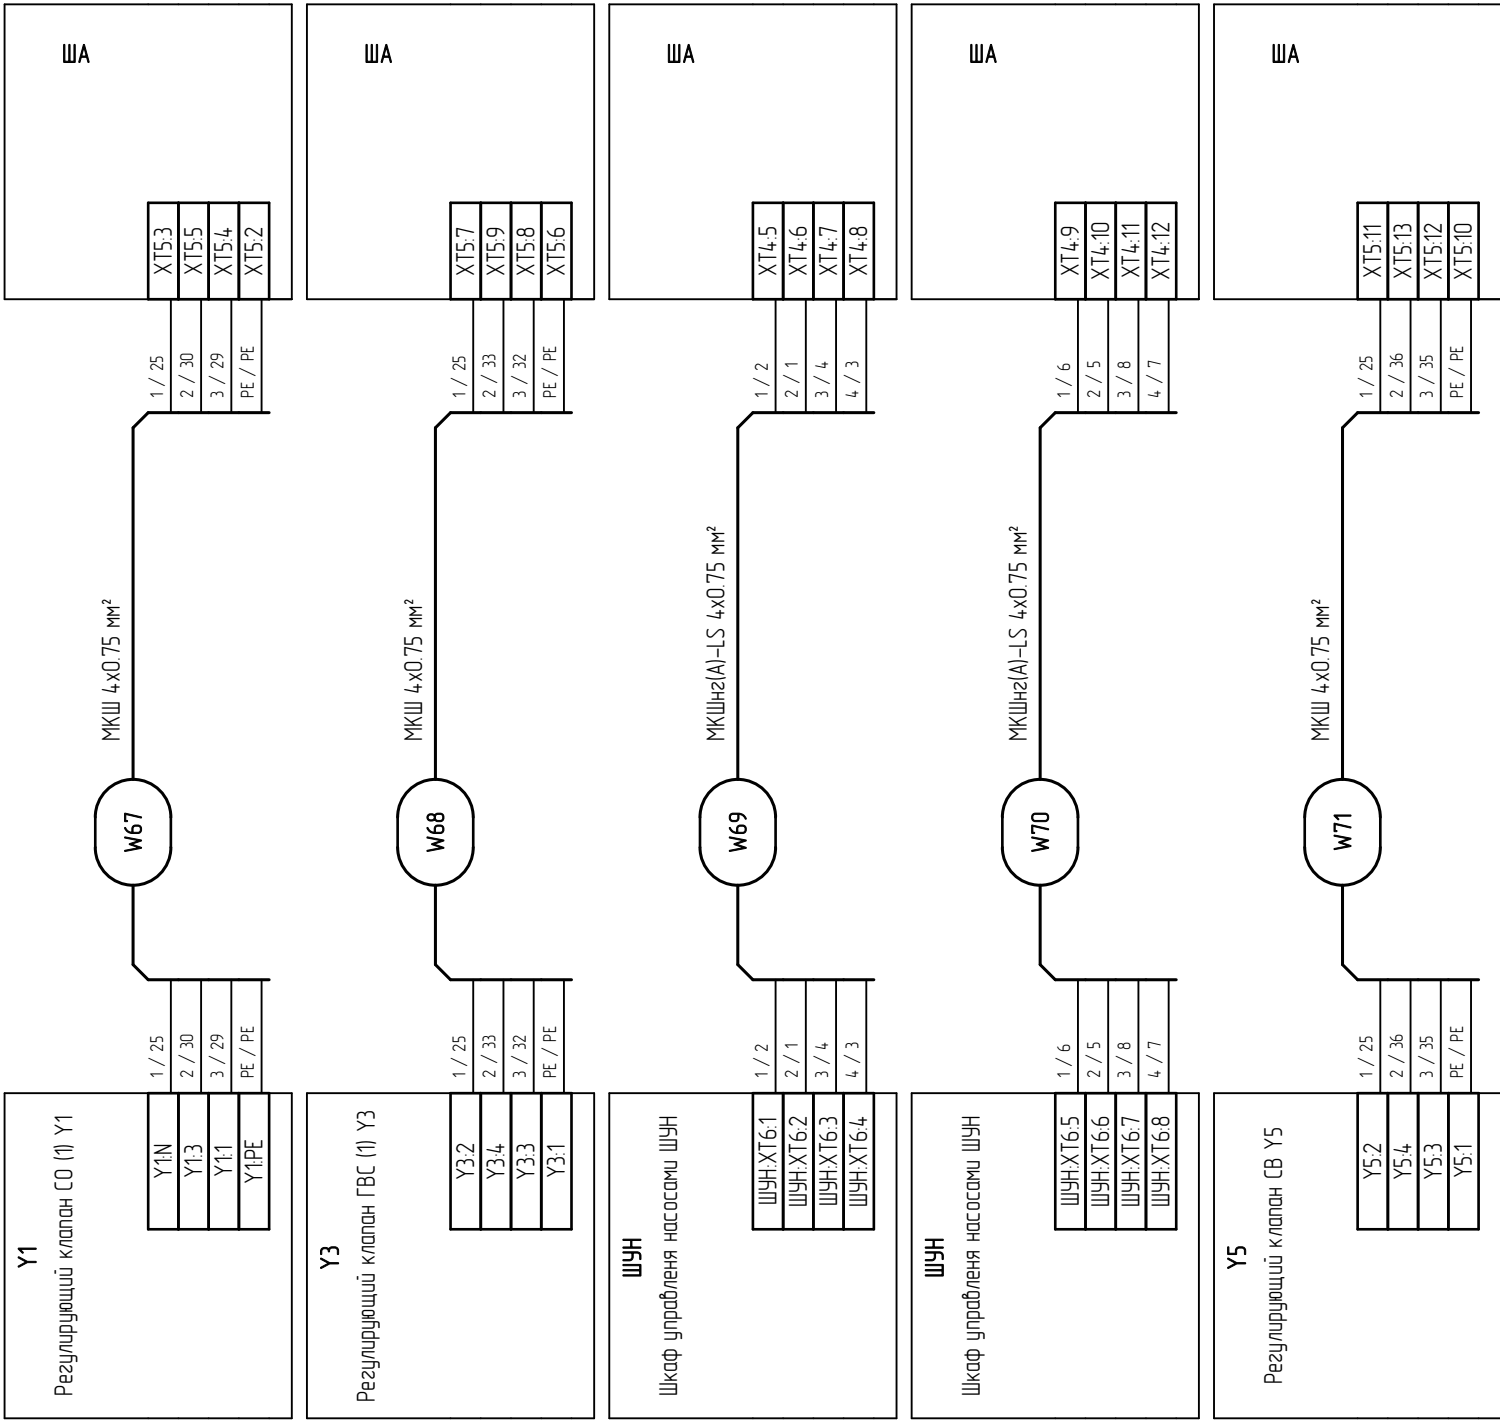 ША
XT5:3
XT5:5
XT5:4
XT5:2
1 / 25
2 / 30
3 / 29
PE / PE
МКШ 4x0.75 мм²
W67
1 / 25
2 / 30
3 / 29
PE / PE
Y1
Регулирующий клапан СО (1) Y1
Y1:N
Y1:3
Y1:1
Y1:PE
ША
XT5:7
XT5:9
XT5:8
XT5:6
1 / 25
2 / 33
3 / 32
PE / PE
МКШ 4x0.75 мм²
W68
1 / 25
2 / 33
3 / 32
PE / PE
Y3
Регулирующий клапан ГВС (1) Y3
Y3:2
Y3:4
Y3:3
Y3:1
ША
XT4:5
XT4:6
XT4:7
XT4:8
1 / 2
2 / 1
3 / 4
4 / 3
МКШнг(А)-LS 4x0.75 мм²
W69
1 / 2
2 / 1
3 / 4
4 / 3
ШУН
Шкаф управленя насосами ШУН
ШУН:XT6:1
ШУН:XT6:2
ШУН:XT6:3
ШУН:XT6:4
ША
XT4:9
XT4:10
XT4:11
XT4:12
1 / 6
2 / 5
3 / 8
4 / 7
МКШнг(А)-LS 4x0.75 мм²
W70
1 / 6
2 / 5
3 / 8
4 / 7
ШУН
Шкаф управленя насосами ШУН
ШУН:XT6:5
ШУН:XT6:6
ШУН:XT6:7
ШУН:XT6:8
ША
XT5:11
XT5:13
XT5:12
XT5:10
1 / 25
2 / 36
3 / 35
PE / PE
МКШ 4x0.75 мм²
W71
1 / 25
2 / 36
3 / 35
PE / PE
Y5
Регулирующий клапан СВ Y5
Y5:2
Y5:4
Y5:3
Y5:1